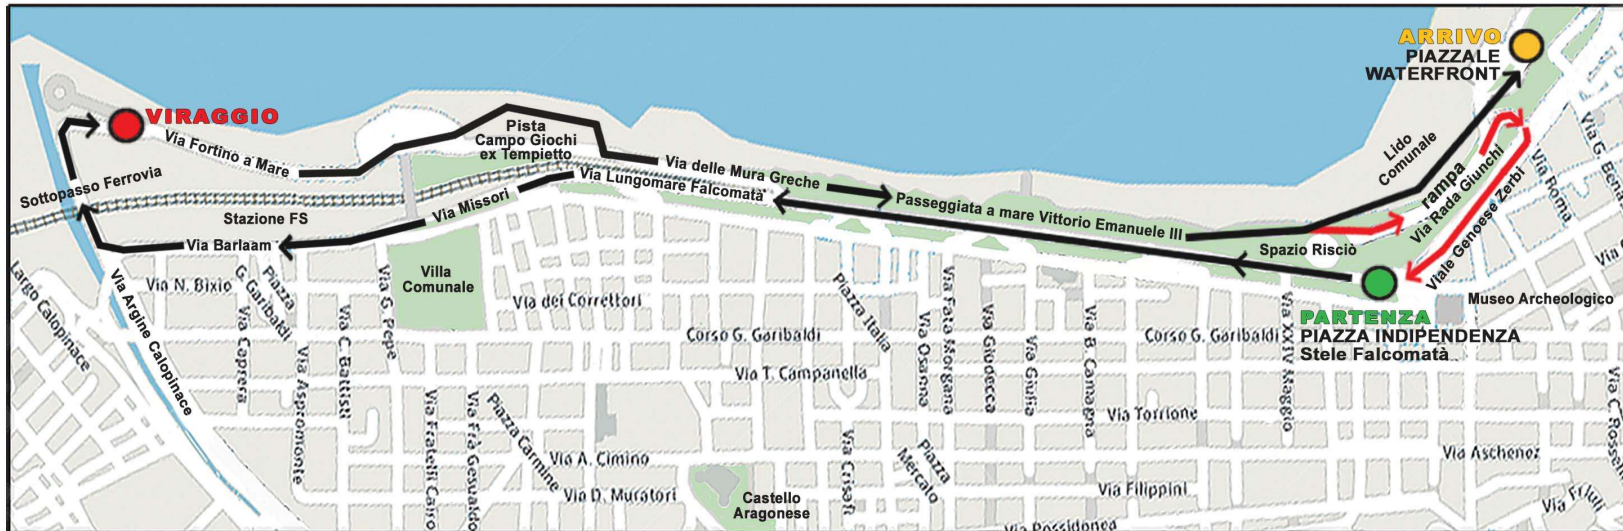 ARRIVO
PIAZZALE
WATERFRONT
VIRAGGIO
Via Fortino a Mare
Pista
Campo Giochi
ex Tempietto
Via delle Mura Greche
Passeggiata a mare Vittorio Emanuele III
Lido
Comunale
rampa
Via Rada Giunchi
Viale Genoese Zerbi
Via Roma
Sottopasso Ferrovia
Stazione FS
Via Missori
Via Lungomare Falcomatà
Via Barlaam
Spazio Risciò
Villa
Comunale
Museo Archeologico
PARTENZA
PIAZZA INDIPENDENZA
Stele Falcomatà
Largo Calopinace
Via Argine Calopinace
Via N. Bixio
Piazza
G. Garibaldi
Via Caprera
Via Aspromonte
Via C. Battisti
Via G. Pepe
Via dei Correttori
Corso G. Garibaldi
Piazza Italia
Via Osanna
Via Fata Morgana
Via Giudecca
Via Giulia
Via B. Camagna
Corso G. Garibaldi
Via XXIV Maggio
Via T. Campanella
Via Torrione
Via Fratelli Cairo
Via Frà Gesualdo
Piazza Carmine
Via A. Cimino
Via D. Muratori
Castello
Aragonese
Via Crisafi
Piazza
Mercato
Via Filippini
Via Aschenez
Via Possidonea
Via Friuli